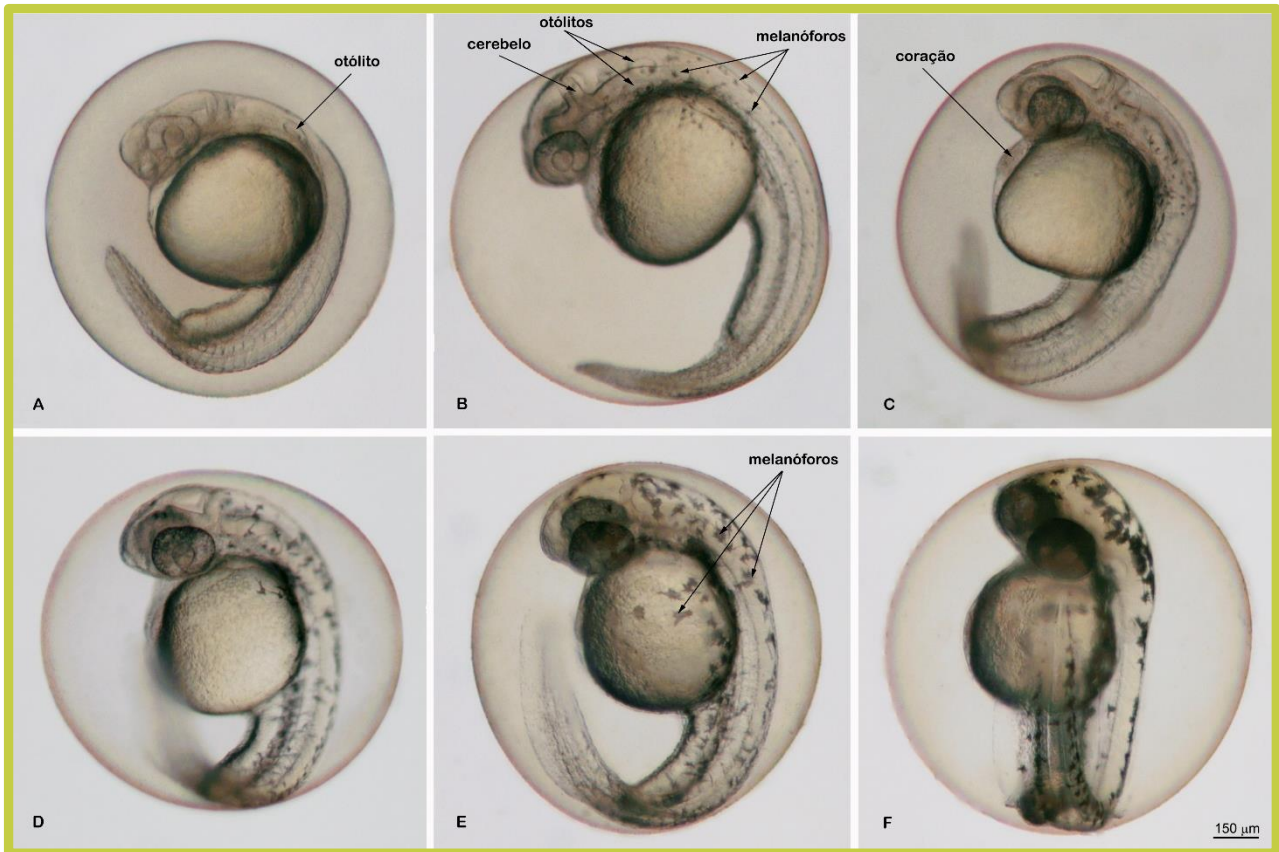 otólito
A
otólitos
cerebelo
melanóforos
B
coração
C
D
melanóforos
E
F
150 µm